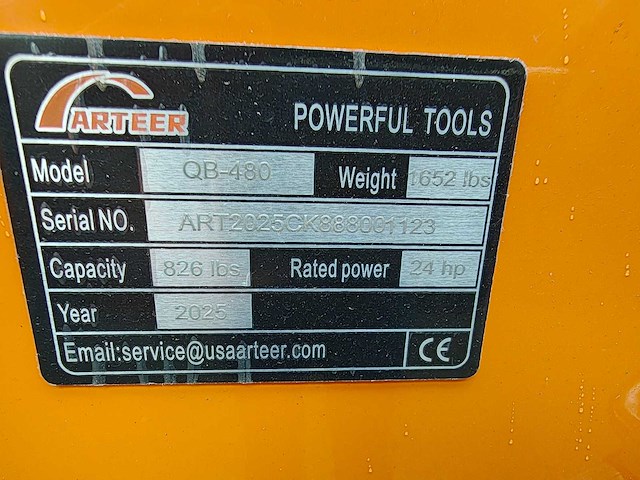 ARTEER POWERFUL TOOLS
Model QB-480 Weight 1652 lbs
Serial NO. ART2025CK888001123
Capacity 826 lbs Rated power 24 hp
Year 2025
Email:service@usaarteer.com CE